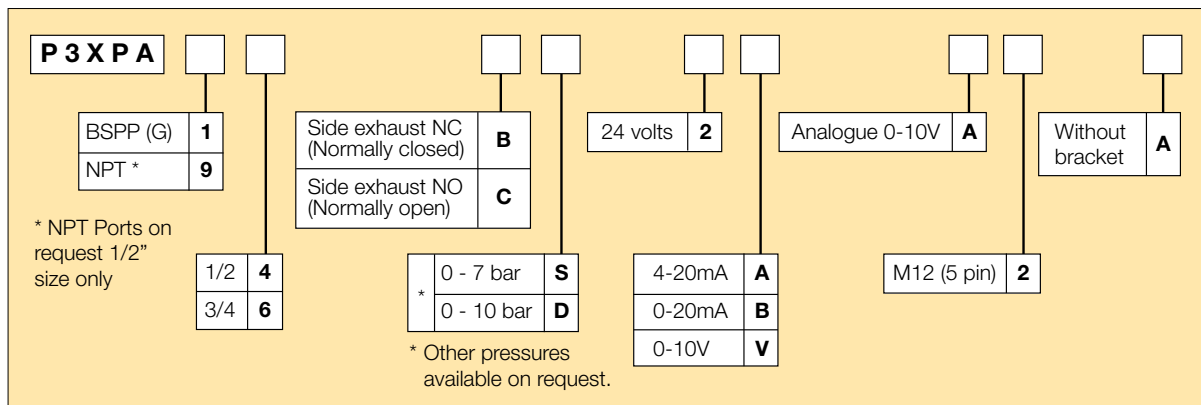 P3XPA
BSPP (G) 1
NPT * 9
* NPT Ports on
request 1/2”
size only
1/2 4
3/4 6
Side exhaust NC
(Normally closed) B
Side exhaust NO
(Normally open) C
* 0 - 7 bar S
0 - 10 bar D
* Other pressures
available on request.
24 volts 2
4-20mA A
0-20mA B
0-10V V
Analogue 0-10V A
M12 (5 pin) 2
Without
bracket A